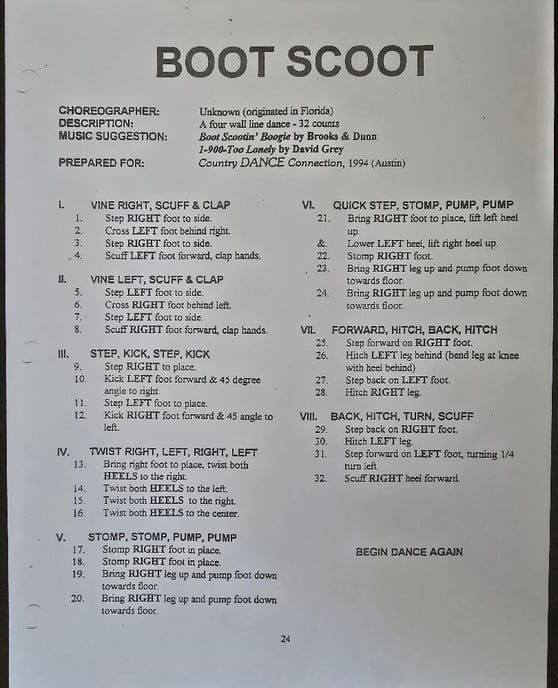 BOOT SCOOT
CHOREOGRAPHER: Unknown (originated in Florida)
DESCRIPTION: A four wall line dance - 32 counts
MUSIC SUGGESTION: Boot Scootin' Boogie by Brooks & Dunn
1-900-Too Lonely by David Grey
PREPARED FOR: Country DANCE Connection, 1994 (Austin)
I. VINE RIGHT, SCUFF & CLAP
1. Step RIGHT foot to side.
2. Cross LEFT foot behind right.
3. Step RIGHT foot to side.
4. Scuff LEFT foot forward, clap hands.
II. VINE LEFT, SCUFF & CLAP
5. Step LEFT foot to side.
6. Cross RIGHT foot behind left.
7. Step LEFT foot to side.
8. Scuff RIGHT foot forward, clap hands.
III. STEP, KICK, STEP, KICK
9. Step RIGHT to place.
10. Kick LEFT foot forward & 45 degree
angle to right.
11. Step LEFT foot to place.
12. Kick RIGHT foot forward & 45 angle to
left.
IV. TWIST RIGHT, LEFT, RIGHT, LEFT
13. Bring right foot to place, twist both
HEELS to the right.
14. Twist both HEELS to the left.
15. Twist both HEELS to the right.
16. Twist both HEELS to the center.
V. STOMP, STOMP, PUMP, PUMP
17. Stomp RIGHT foot in place.
18. Stomp RIGHT foot in place.
19. Bring RIGHT leg up and pump foot down
towards floor.
20. Bring RIGHT leg up and pump foot down
towards floor.
VI. QUICK STEP, STOMP, PUMP, PUMP
21. Bring RIGHT foot to place, lift left heel
up.
&. Lower LEFT heel, lift right heel up.
22. Stomp RIGHT foot.
23. Bring RIGHT leg up and pump foot down
towards floor.
24. Bring RIGHT leg up and pump foot down
towards floor.
VII. FORWARD, HITCH, BACK, HITCH
25. Step forward on RIGHT foot.
26. Hitch LEFT leg behind (bend leg at knee
with heel behind)
27. Step back on LEFT foot.
28. Hitch RIGHT leg.
VIII. BACK, HITCH, TURN, SCUFF
29. Step back on RIGHT foot.
30. Hitch LEFT leg.
31. Step forward on LEFT foot, turning 1/4
turn left.
32. Scuff RIGHT heel forward.
BEGIN DANCE AGAIN
24